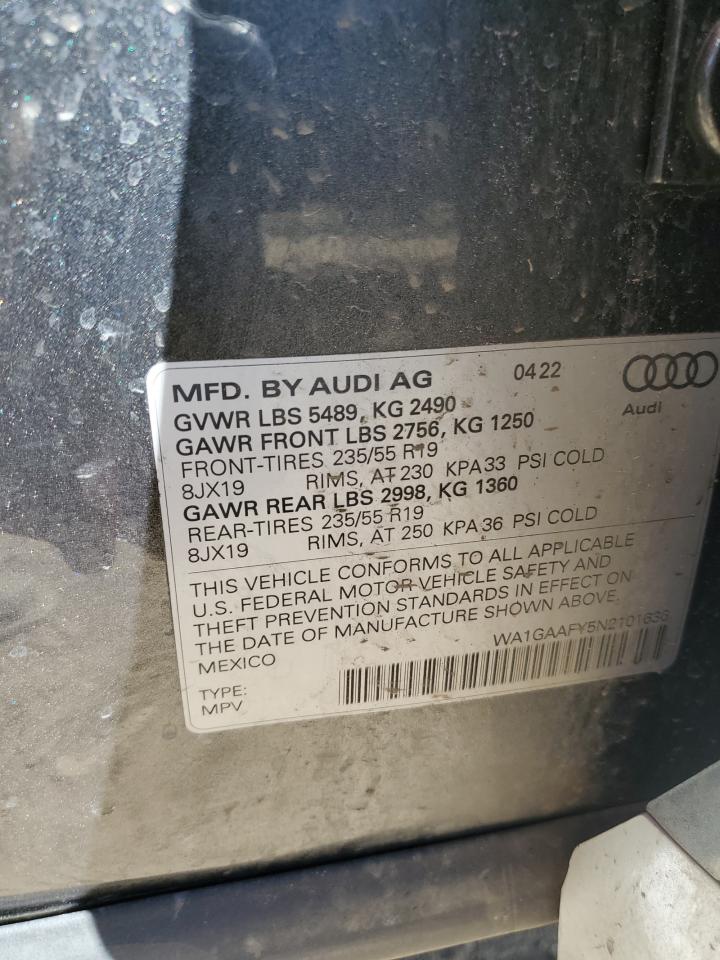 MFD. BY AUDI AG 0422
Audi
GVWR LBS 5489, KG 2490
GAWR FRONT LBS 2756, KG 1250
FRONT-TIRES 235/55 R19
8JX19 RIMS, AT 230 KPA 33 PSI COLD
GAWR REAR LBS 2998, KG 1360
REAR-TIRES 235/55 R19
8JX19 RIMS, AT 250 KPA 36 PSI COLD
THIS VEHICLE CONFORMS TO ALL APPLICABLE
U.S. FEDERAL MOTOR VEHICLE SAFETY AND
THEFT PREVENTION STANDARDS IN EFFECT ON
THE DATE OF MANUFACTURE SHOWN ABOVE.
MEXICO WA1GAAFY5N2101636
TYPE:
MPV